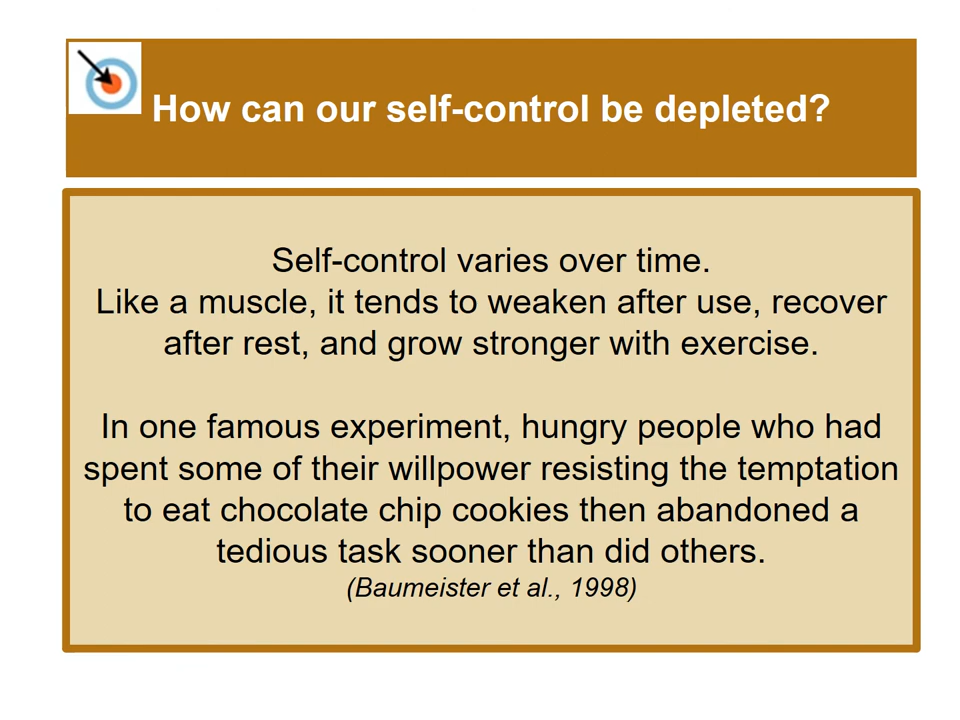 How can our self-control be depleted?
Self-control varies over time.
Like a muscle, it tends to weaken after use, recover
after rest, and grow stronger with exercise.
In one famous experiment, hungry people who had
spent some of their willpower resisting the temptation
to eat chocolate chip cookies then abandoned a
tedious task sooner than did others.
(Baumeister et al., 1998)